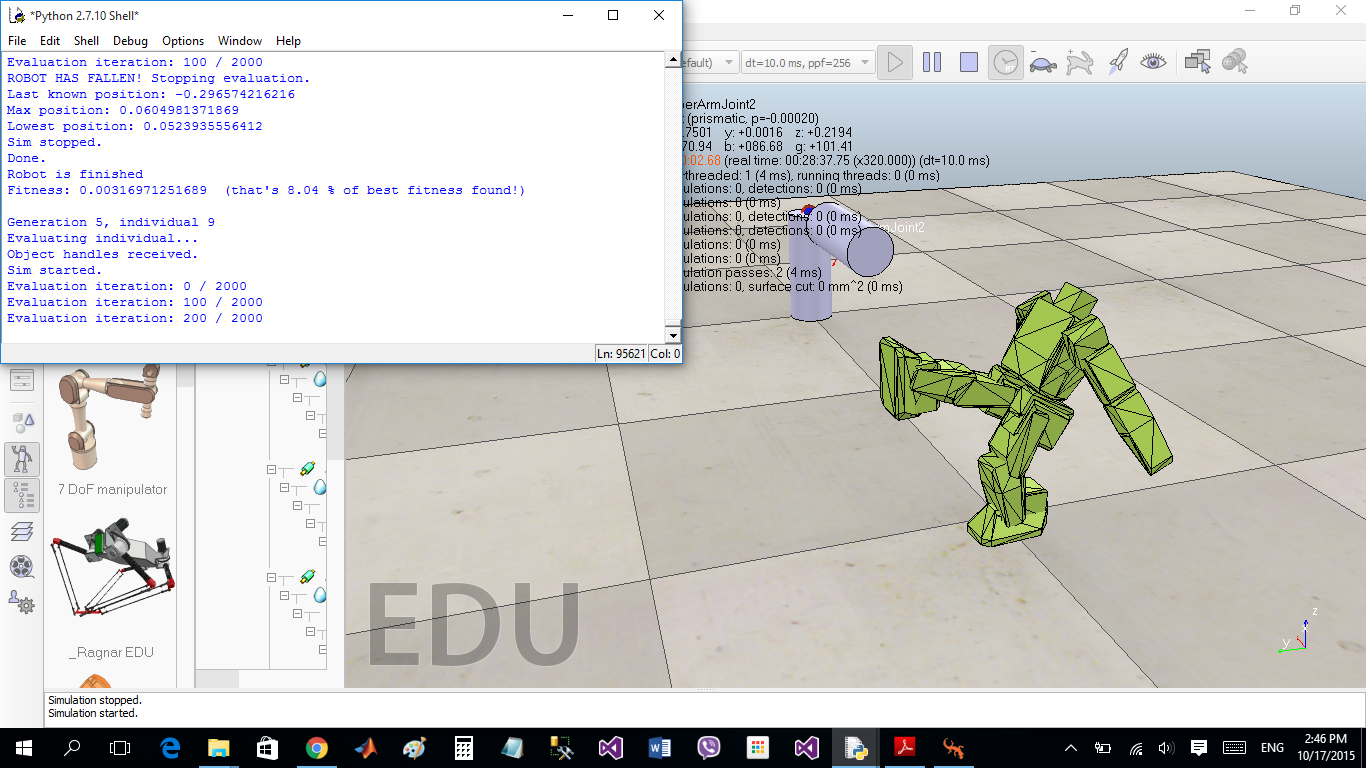 *Python 2.7.10 Shell*
File Edit Shell Debug Options Window Help
Evaluation iteration: 100 / 2000
ROBOT HAS FALLEN! Stopping evaluation.
Last known position: -0.296574216216
Max position: 0.0604981371869
Lowest position: 0.0523935556412
Sim stopped.
Done.
Robot is finished
Fitness: 0.00316971251689 (that's 8.04 % of best fitness found!)
Generation 5, individual 9
Evaluating individual...
Object handles received.
Sim started.
Evaluation iteration: 0 / 2000
Evaluation iteration: 100 / 2000
Evaluation iteration: 200 / 2000
Ln: 95621 Col: 0
efault) dt=10.0 ms, ppf=256
perArmJoint2
(prismatic, p=-0.00020)
.7501 y: +0.0016 z: +0.2194
70.94 b: +086.68 g: +101.41
0:02.68 (real time: 00:28:37.75 (x320.000)) (dt=10.0 ms)
threaded: 1 (4 ms), running threads: 0 (0 ms)
ulations: 0, detections: 0 (0 ms)
ulations: 0 (0 ms)
ulations: 0, detections: 0 (0 ms)
ulations: 0, detections: 0 (0 ms)
ulations: 0 (0 ms)
ulations: 0 (0 ms)
ulation passes: 2 (4 ms)
ulations: 0, surface cut: 0 mm^2 (0 ms)
mJoint2
7 DoF manipulator
_Ragnar EDU
EDU
z
y
Simulation stopped.
Simulation started.
ENG
2:46 PM
10/17/2015